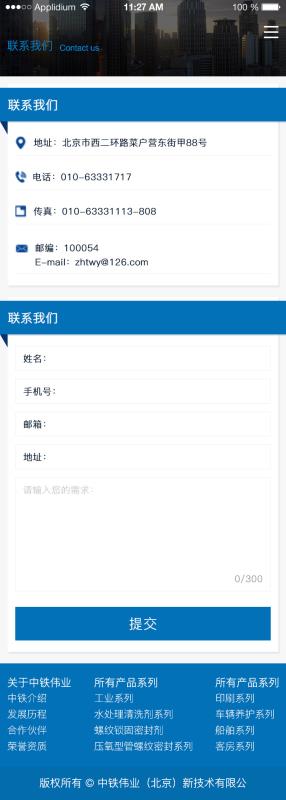 Applidium 11:27 AM 100 %
联系我们 Contact us
联系我们
地址：北京市西二环路菜户营东街甲88号
电话：010-63331717
传真：010-63331113-808
邮编：100054
E-mail：zhtwy@126.com
联系我们
姓名：
手机号：
邮箱：
地址：
请输入您的需求：
0/300
提交
关于中铁伟业 所有产品系列 所有产品系列
中铁介绍 工业系列 印刷系列
发展历程 水处理清洗剂系列 车辆养护系列
合作伙伴 螺纹锁固密封剂 船舶系列
荣誉资质 压氧型管螺纹密封系列 客房系列
版权所有 © 中铁伟业（北京）新技术有限公